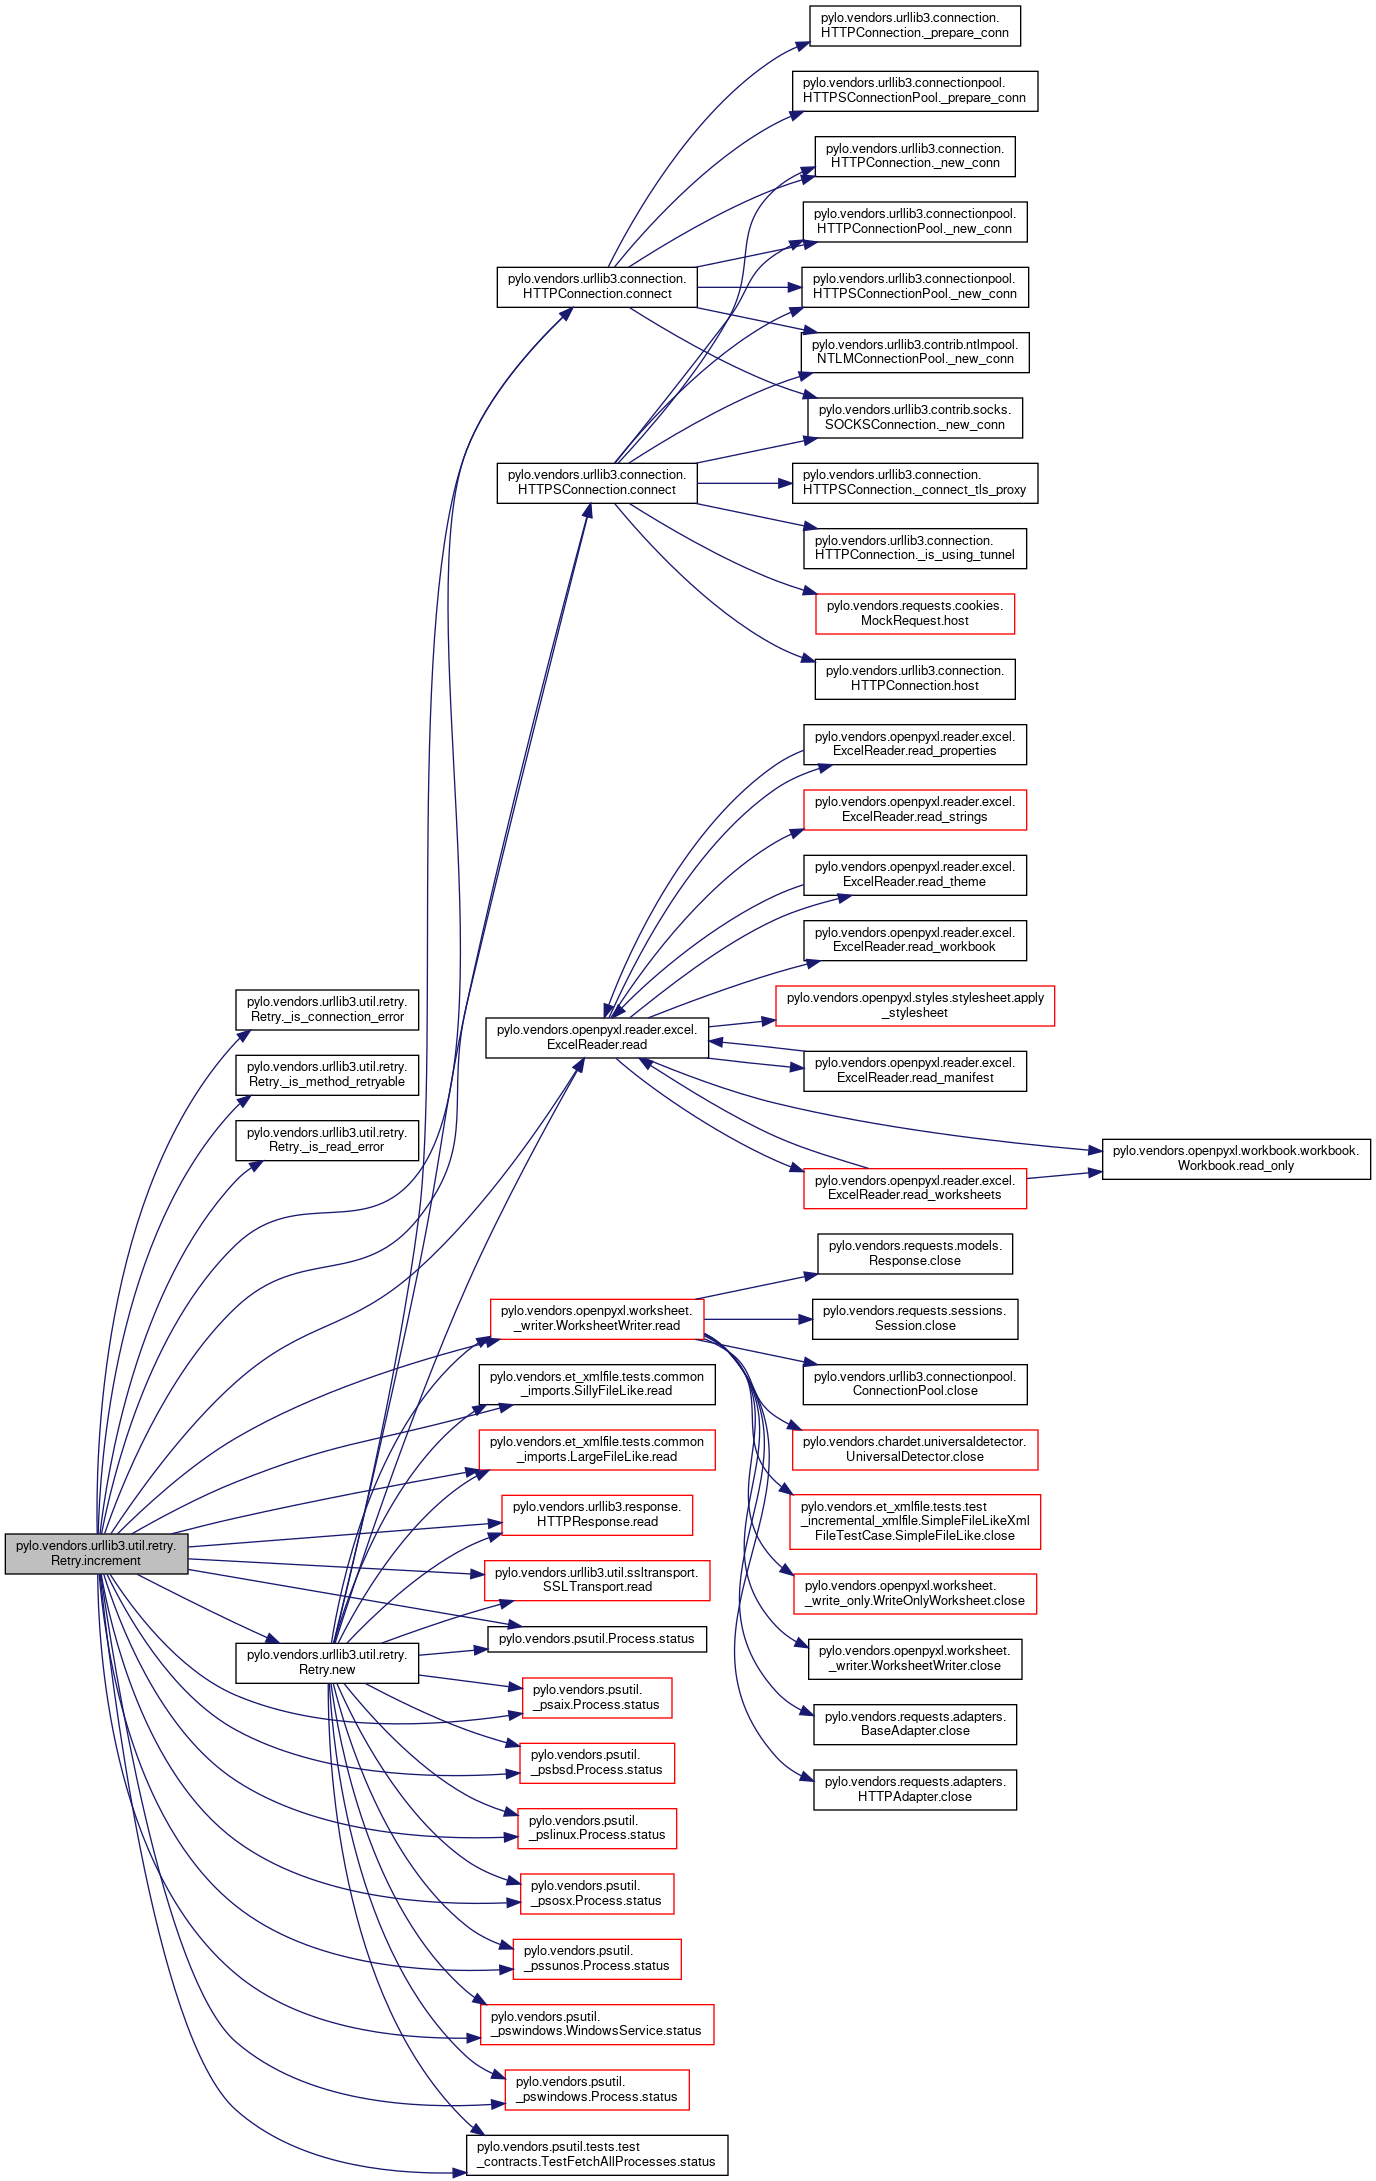 pylo.vendors.urllib3.util.retry.
Retry.increment
pylo.vendors.urllib3.util.retry.
Retry._is_connection_error
pylo.vendors.urllib3.util.retry.
Retry._is_method_retryable
pylo.vendors.urllib3.util.retry.
Retry._is_read_error
pylo.vendors.urllib3.util.retry.
Retry.new
pylo.vendors.urllib3.connection.
HTTPConnection.connect
pylo.vendors.urllib3.connection.
HTTPSConnection.connect
pylo.vendors.openpyxl.reader.excel.
ExcelReader.read
pylo.vendors.openpyxl.worksheet.
_writer.WorksheetWriter.read
pylo.vendors.et_xmlfile.tests.common
_imports.SillyFileLike.read
pylo.vendors.et_xmlfile.tests.common
_imports.LargeFileLike.read
pylo.vendors.urllib3.response.
HTTPResponse.read
pylo.vendors.urllib3.util.ssltransport.
SSLTransport.read
pylo.vendors.psutil.Process.status
pylo.vendors.psutil.
_psaix.Process.status
pylo.vendors.psutil.
_psbsd.Process.status
pylo.vendors.psutil.
_pslinux.Process.status
pylo.vendors.psutil.
_psosx.Process.status
pylo.vendors.psutil.
_pssunos.Process.status
pylo.vendors.psutil.
_pswindows.WindowsService.status
pylo.vendors.psutil.
_pswindows.Process.status
pylo.vendors.psutil.tests.test
_contracts.TestFetchAllProcesses.status
pylo.vendors.urllib3.connection.
HTTPConnection._prepare_conn
pylo.vendors.urllib3.connectionpool.
HTTPSConnectionPool._prepare_conn
pylo.vendors.urllib3.connection.
HTTPConnection._new_conn
pylo.vendors.urllib3.connectionpool.
HTTPConnectionPool._new_conn
pylo.vendors.urllib3.connectionpool.
HTTPSConnectionPool._new_conn
pylo.vendors.urllib3.contrib.ntlmpool.
NTLMConnectionPool._new_conn
pylo.vendors.urllib3.contrib.socks.
SOCKSConnection._new_conn
pylo.vendors.urllib3.connection.
HTTPSConnection._connect_tls_proxy
pylo.vendors.urllib3.connection.
HTTPConnection._is_using_tunnel
pylo.vendors.requests.cookies.
MockRequest.host
pylo.vendors.urllib3.connection.
HTTPConnection.host
pylo.vendors.openpyxl.reader.excel.
ExcelReader.read_properties
pylo.vendors.openpyxl.reader.excel.
ExcelReader.read_strings
pylo.vendors.openpyxl.reader.excel.
ExcelReader.read_theme
pylo.vendors.openpyxl.reader.excel.
ExcelReader.read_workbook
pylo.vendors.openpyxl.styles.stylesheet.apply
_stylesheet
pylo.vendors.openpyxl.reader.excel.
ExcelReader.read_manifest
pylo.vendors.openpyxl.reader.excel.
ExcelReader.read_worksheets
pylo.vendors.openpyxl.workbook.workbook.
Workbook.read_only
pylo.vendors.requests.models.
Response.close
pylo.vendors.requests.sessions.
Session.close
pylo.vendors.urllib3.connectionpool.
ConnectionPool.close
pylo.vendors.chardet.universaldetector.
UniversalDetector.close
pylo.vendors.et_xmlfile.tests.test
_incremental_xmlfile.SimpleFileLikeXml
FileTestCase.SimpleFileLike.close
pylo.vendors.openpyxl.worksheet.
_write_only.WriteOnlyWorksheet.close
pylo.vendors.openpyxl.worksheet.
_writer.WorksheetWriter.close
pylo.vendors.requests.adapters.
BaseAdapter.close
pylo.vendors.requests.adapters.
HTTPAdapter.close